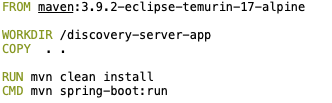 FROM maven:3.9.2-eclipse-temurin-17-alpine
WORKDIR /discovery-server-app
COPY . .
RUN mvn clean install
CMD mvn spring-boot:run